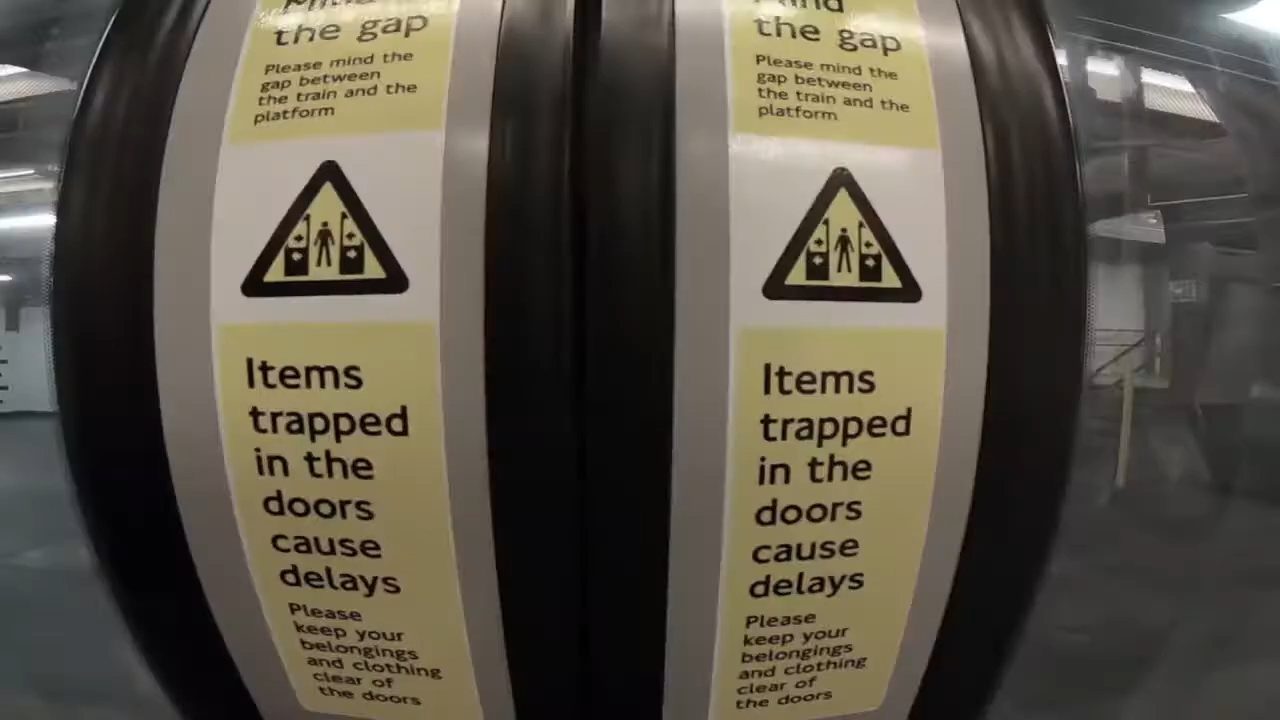 Mind
the gap
Please mind the
gap between
the train and the
platform
Items
trapped
in the
doors
cause
delays
Please
keep your
belongings
and clothing
clear of
the doors
Mind
the gap
Please mind the
gap between
the train and the
platform
Items
trapped
in the
doors
cause
delays
Please
keep your
belongings
and clothing
clear of
the doors